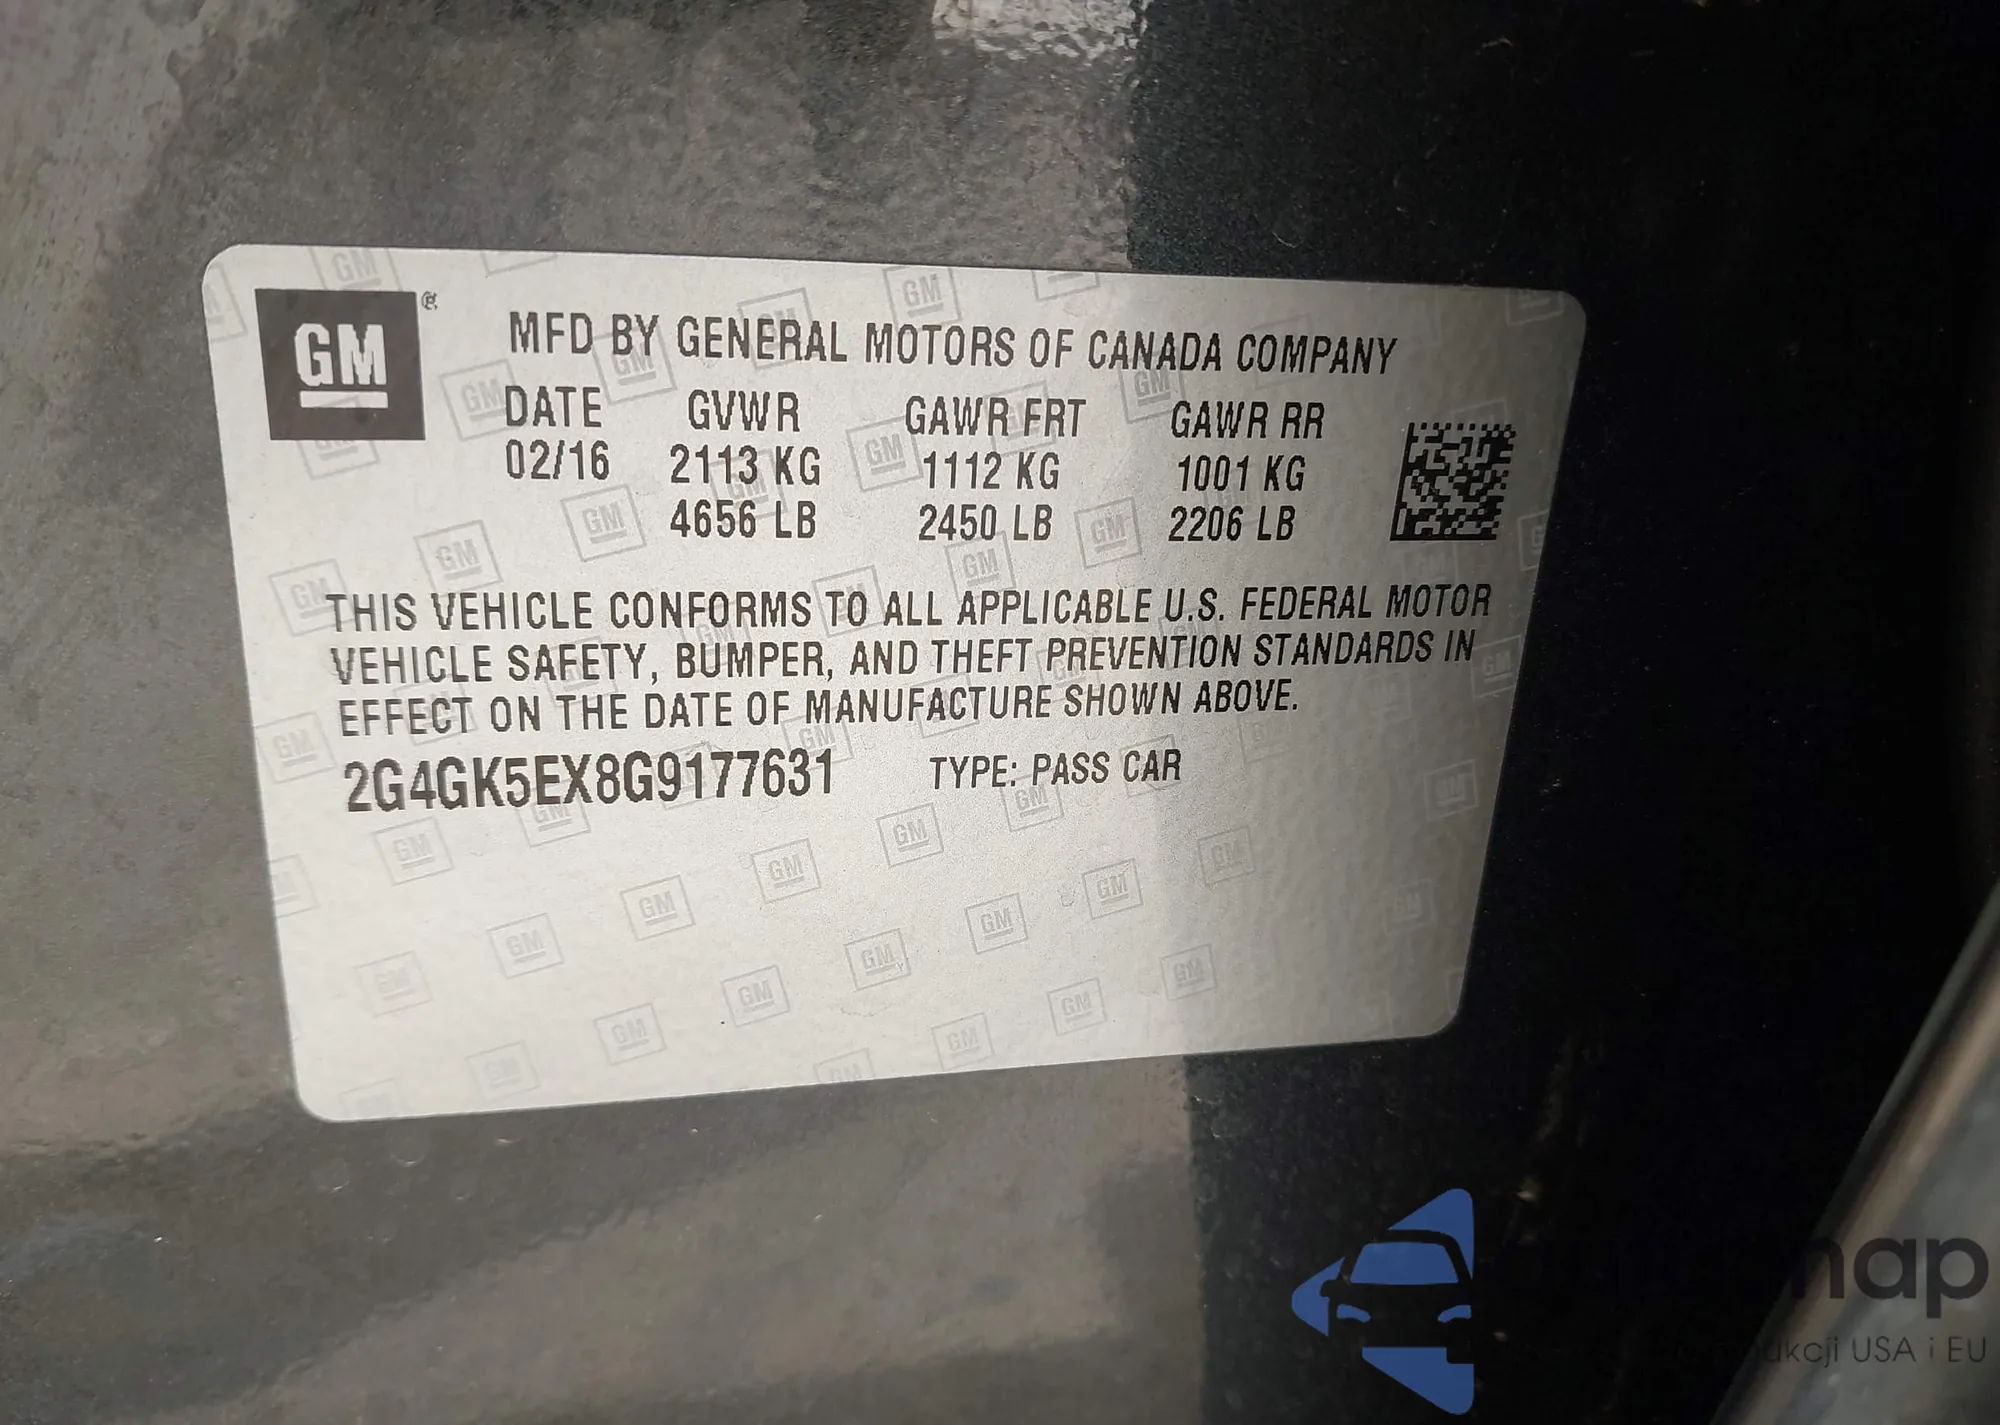 GM ®
MFD BY GENERAL MOTORS OF CANADA COMPANY
DATE GVWR GAWR FRT GAWR RR
02/16 2113 KG 1112 KG 1001 KG
4656 LB 2450 LB 2206 LB
THIS VEHICLE CONFORMS TO ALL APPLICABLE U.S. FEDERAL MOTOR
VEHICLE SAFETY, BUMPER, AND THEFT PREVENTION STANDARDS IN
EFFECT ON THE DATE OF MANUFACTURE SHOWN ABOVE.
2G4GK5EX8G9177631 TYPE: PASS CAR
USA i EU